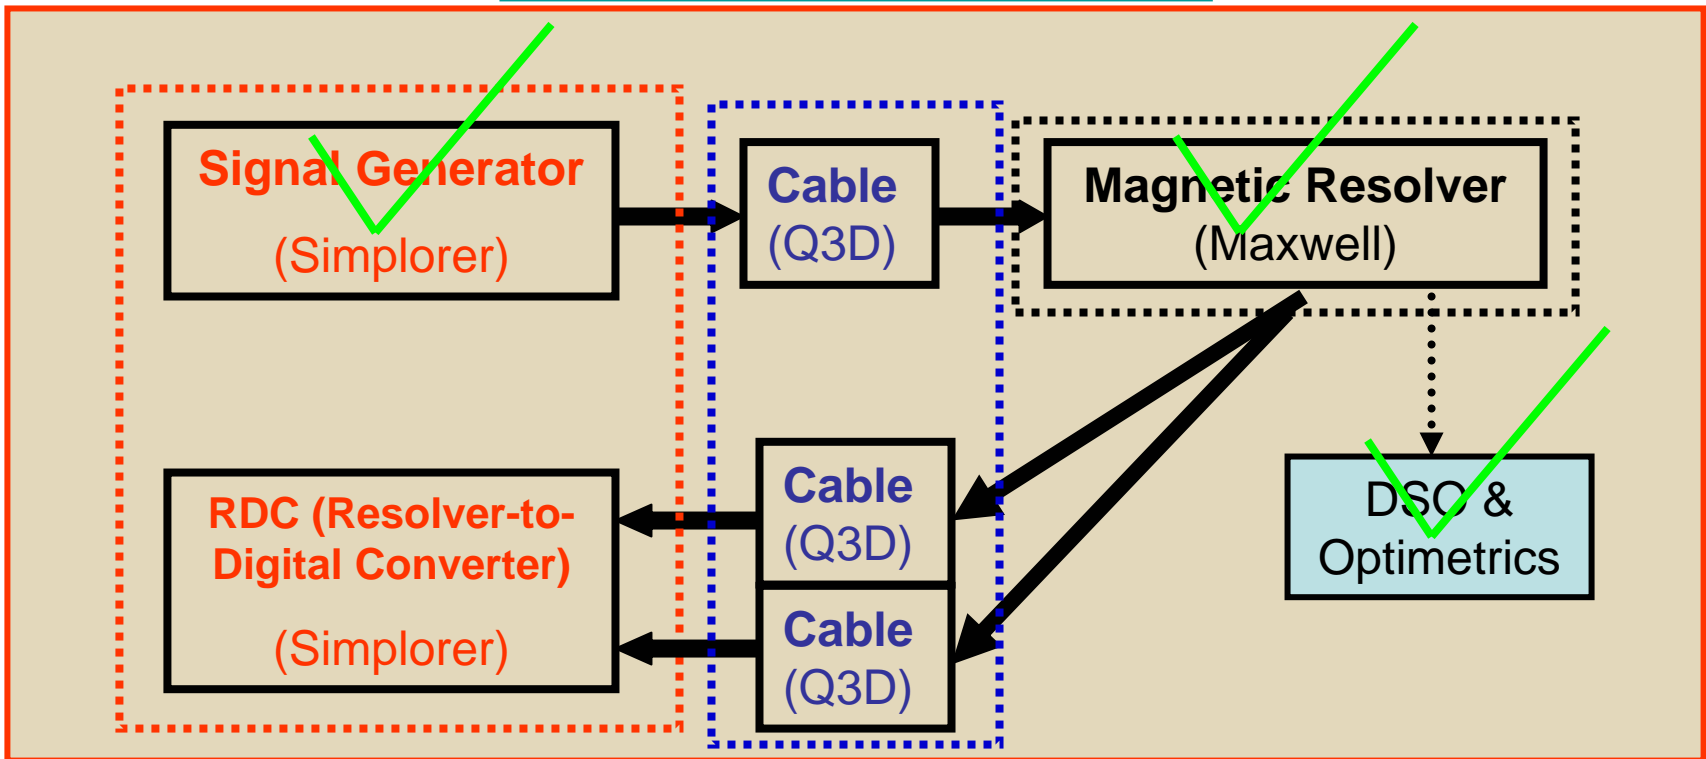 Signal Generator
(Simplorer)
Cable
(Q3D)
Magnetic Resolver
(Maxwell)
RDC (Resolver-to-
Digital Converter)
(Simplorer)
Cable
(Q3D)
Cable
(Q3D)
DSO &
Optimetrics